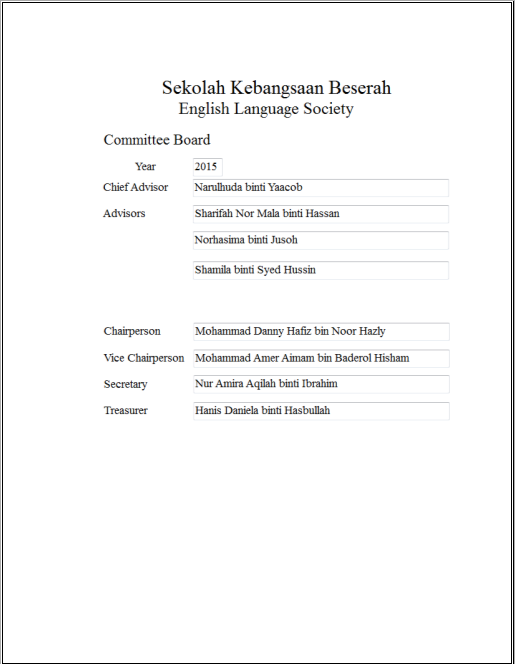 Sekolah Kebangsaan Beserah
English Language Society
Committee Board
Year 2015
Chief Advisor Narulhuda binti Yaacob
Advisors Sharifah Nor Mala binti Hassan
Norhasima binti Jusoh
Shamila binti Syed Hussin
Chairperson Mohammad Danny Hafiz bin Noor Hazly
Vice Chairperson Mohammad Amer Aimam bin Baderol Hisham
Secretary Nur Amira Aqilah binti Ibrahim
Treasurer Hanis Daniela binti Hasbullah